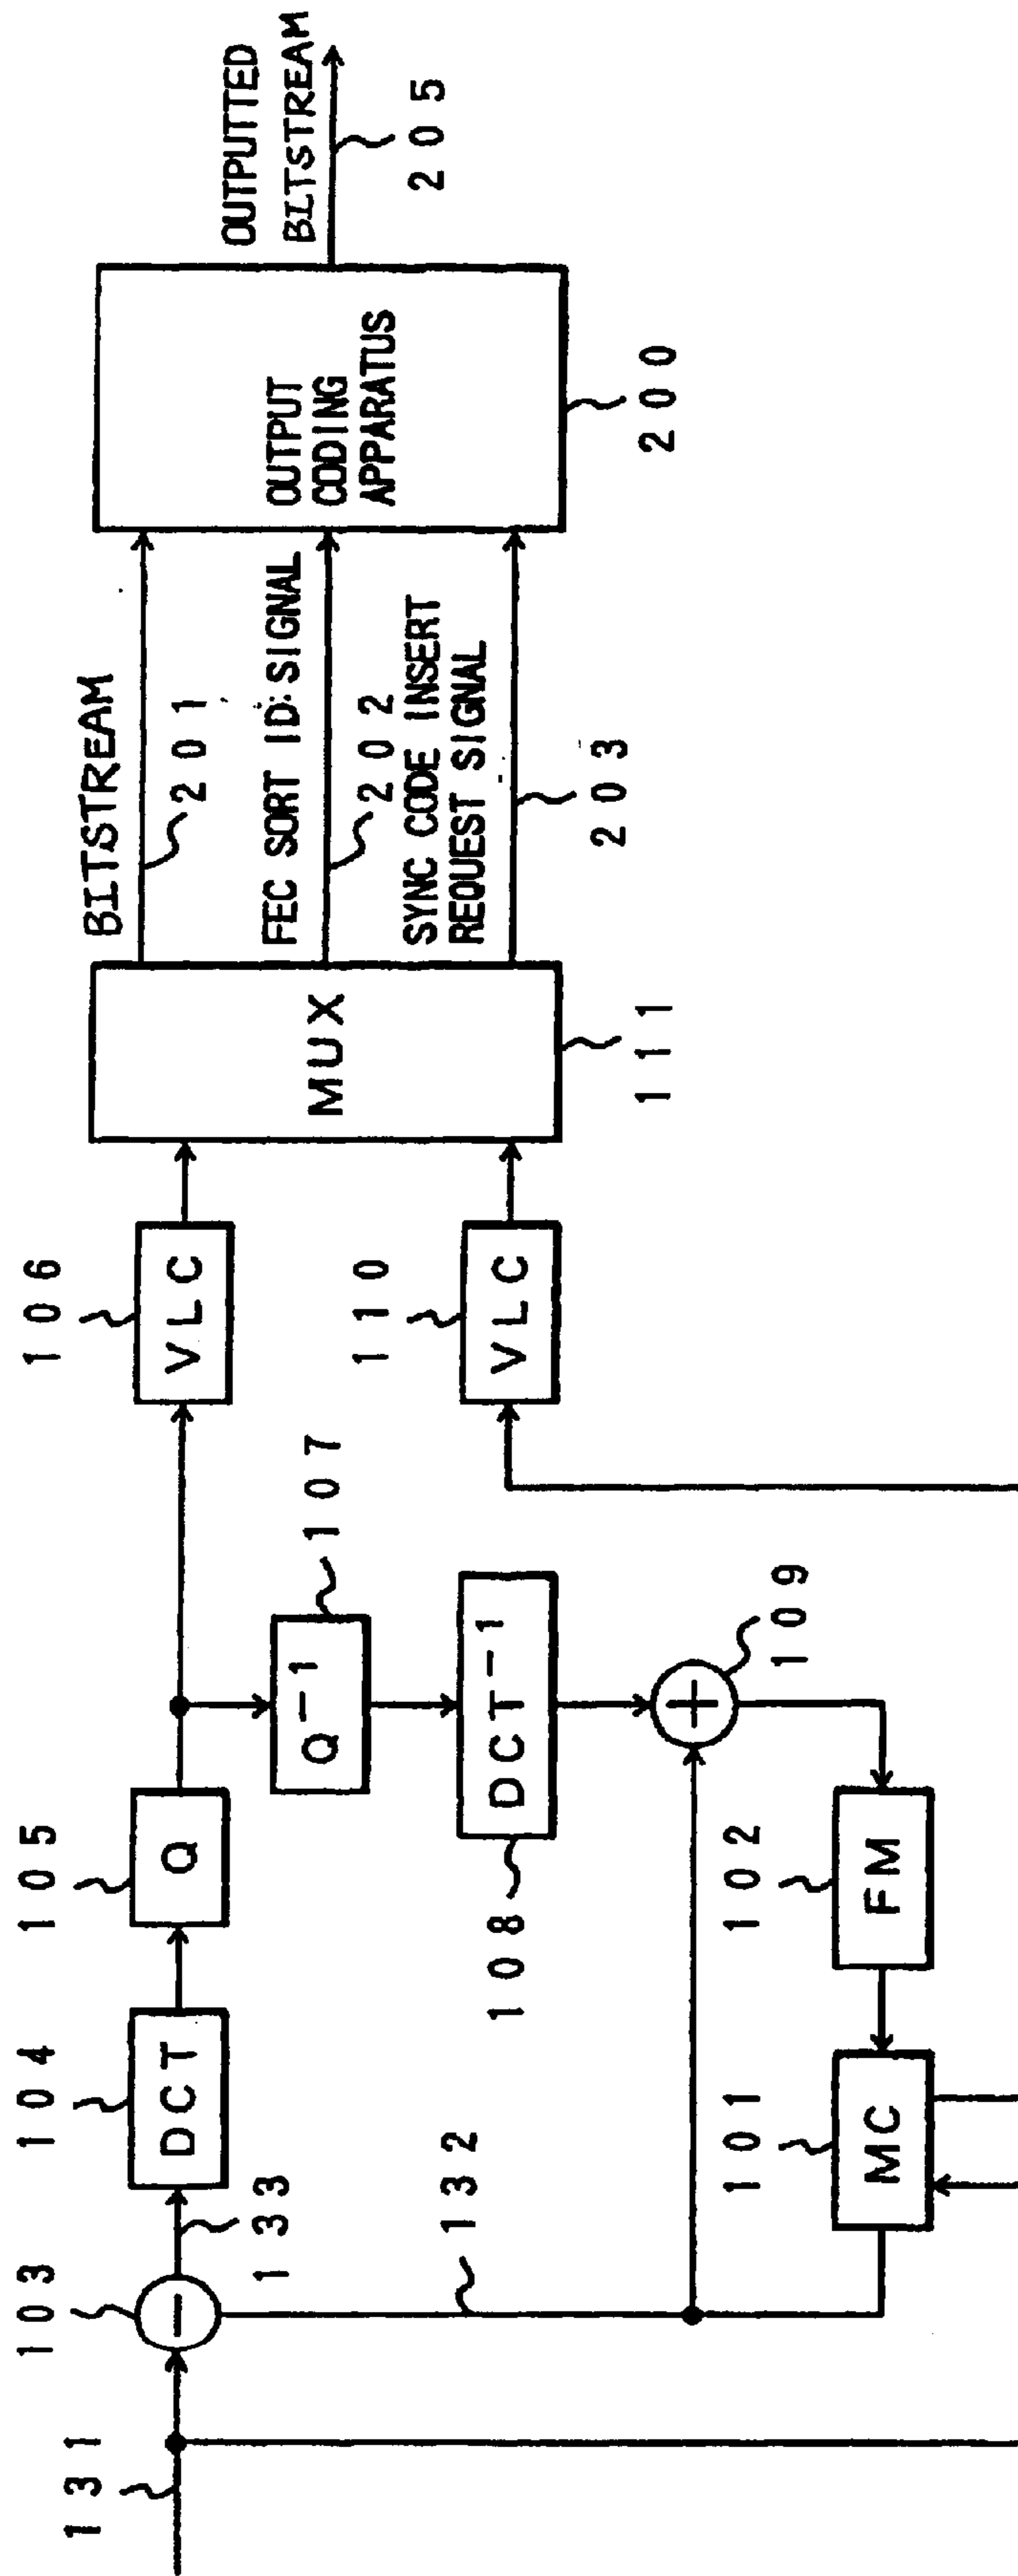 131
103
133
104
DCT
105
Q
132
107
Q⁻¹
108
DCT⁻¹
109
102
FM
101
MC
106
VLC
110
VLC
MUX
111
BITSTREAM
201
FEC SORT ID SIGNAL
202
SYNC CODE INSERT
REQUEST SIGNAL
203
OUTPUT
CODING
APPARATUS
200
OUTPUTTED
BITSTREAM
205